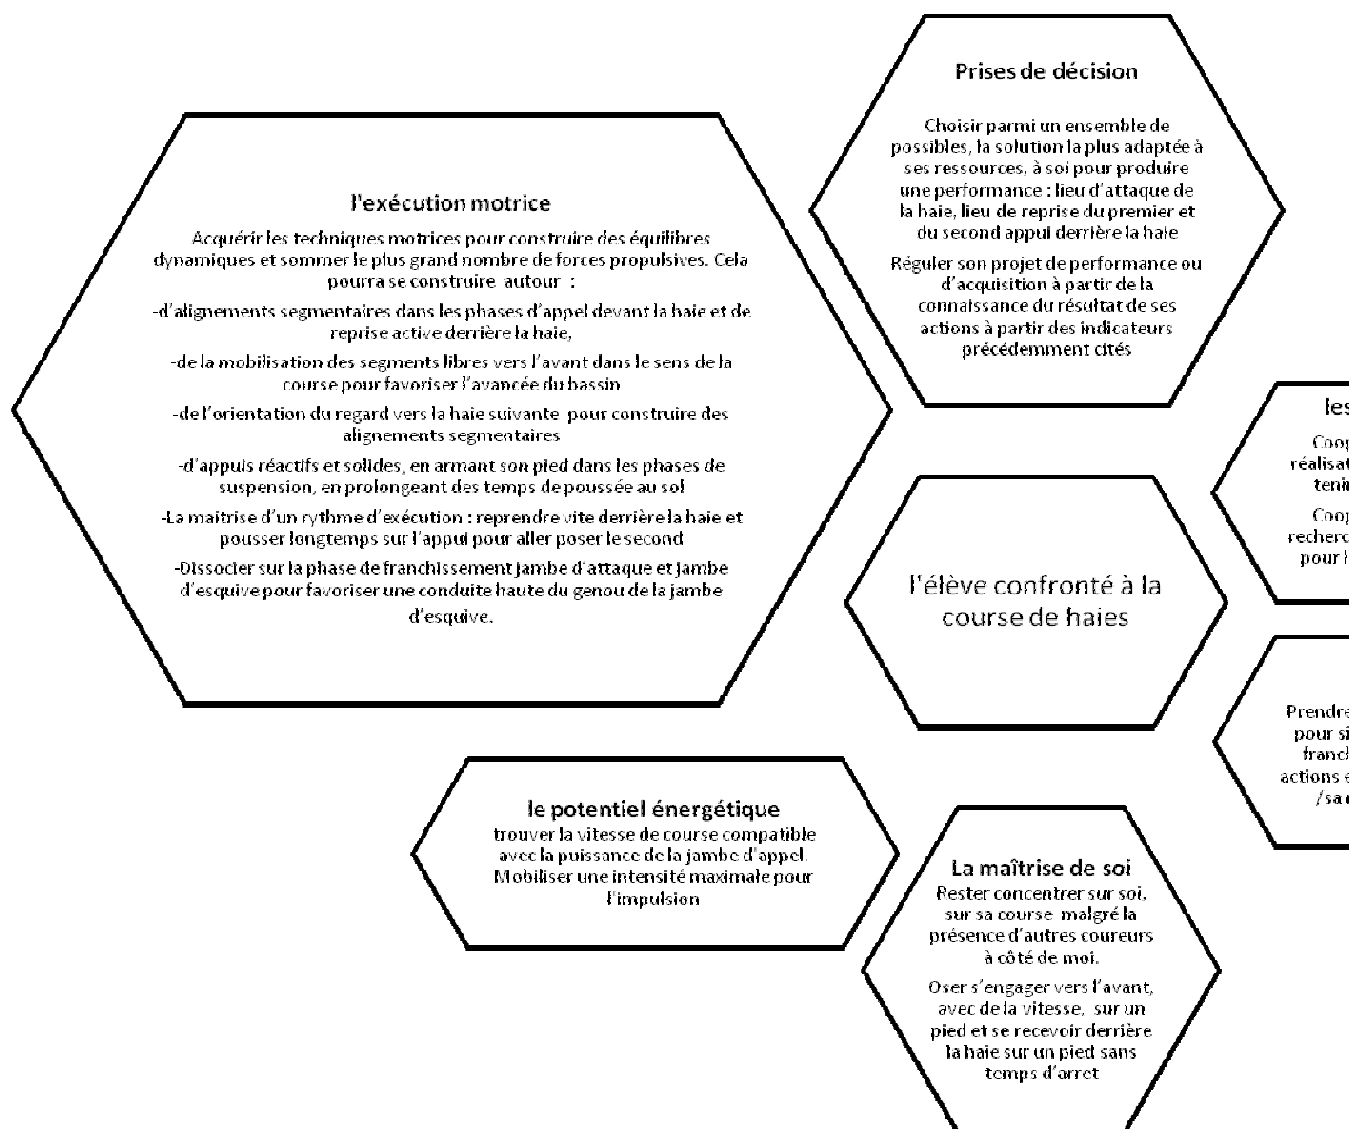 Prises de décision
Choisir parmi un ensemble de
possibles, la solution la plus adaptée à
ses ressources, à soi pour produire
une performance : lieu d'attaque de
la haie, lieu de reprise du premier et
du second appui derrière la haie
Réguler son projet de performance ou
d'acquisition à partir de la
connaissance du résultat de ses
actions à partir des indicateurs
précédemment cités
l'exécution motrice
Acquérir les techniques motrices pour construire des équilibres
dynamiques et sommer le plus grand nombre de forces propulsives. Cela
pourra se construire autour :
-d'alignements segmentaires dans les phases d'appel devant la haie et de
reprise active derrière la haie,
-de la mobilisation des segments libres vers l'avant dans le sens de la
course pour favoriser l'avancée du bassin
-de l'orientation du regard vers la haie suivante pour construire des
alignements segmentaires
-d'appuis réactifs et solides, en armant son pied dans les phases de
suspension, en prolongeant des temps de poussée au sol
-La maitrise d'un rythme d'exécution : reprendre vite derrière la haie et
pousser longtemps sur l'appui pour aller poser le second
-Dissocier sur la phase de franchissement jambe d'attaque et jambe
d'esquive pour favoriser une conduite haute du genou de la jambe
d'esquive.
les
Coop
réalisat
teni
Coop
recherc
pour l
l'élève confronté à la
course de haies
Prendre
pour si
franch
actions e
/sa
le potentiel énergétique
trouver la vitesse de course compatible
avec la puissance de la jambe d'appel.
Mobiliser une intensité maximale pour
l'impulsion
La maîtrise de soi
Rester concentrer sur soi,
sur sa course malgré la
présence d'autres coureurs
à côté de moi.
Oser s'engager vers l'avant,
avec de la vitesse, sur un
pied et se recevoir derrière
la haie sur un pied sans
temps d'arret